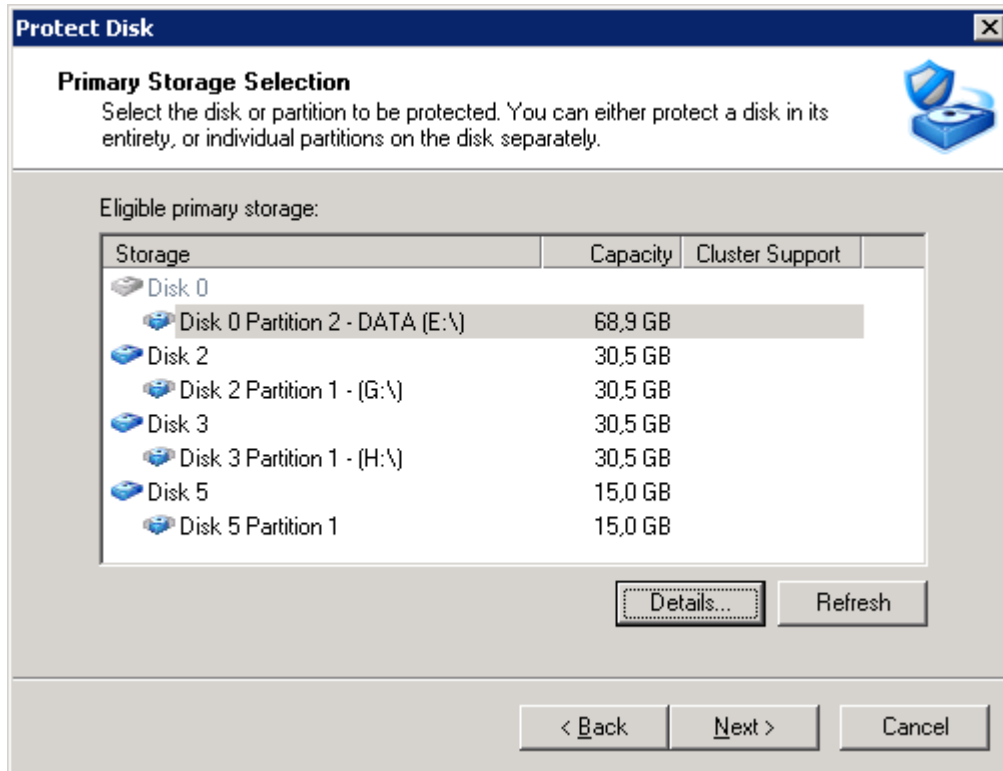 Protect Disk
Primary Storage Selection
Select the disk or partition to be protected. You can either protect a disk in its
entirety, or individual partitions on the disk separately.
Eligible primary storage:
Storage Capacity Cluster Support
Disk 0
Disk 0 Partition 2 - DATA (E:\) 68,9 GB
Disk 2 30,5 GB
Disk 2 Partition 1 - (G:\) 30,5 GB
Disk 3 30,5 GB
Disk 3 Partition 1 - (H:\) 30,5 GB
Disk 5 15,0 GB
Disk 5 Partition 1 15,0 GB
Details... Refresh
< Back Next > Cancel